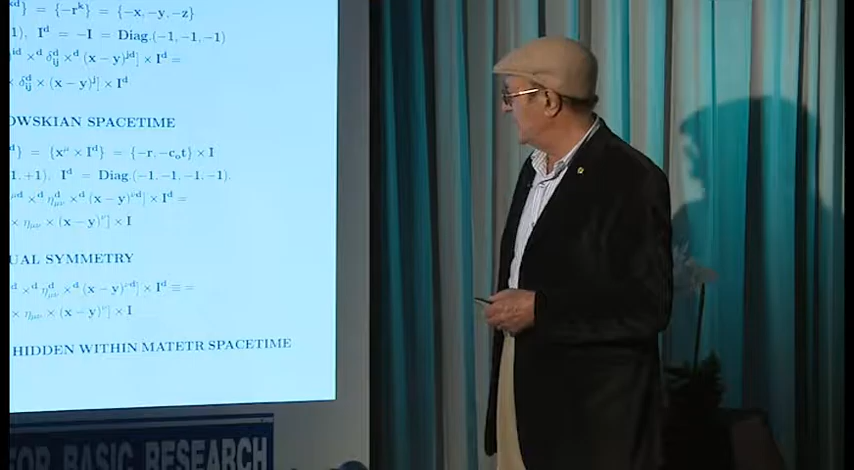 } = {−r^k} = {−x, −y, −z}
1), I^d = −I = Diag.(−1, −1, −1)
×^d δ^d_ij ×^d (x − y)^jd] × I^d =
× δ^d_ij × (x − y)^j] × I^d
OWSKIAN SPACETIME
} = {x^μ × I^d} = {−r, −c_o t} × I
, +1), I^d = Diag.(−1, −1, −1, −1).
×^d η^d_μν ×^d (x − y)^νd] × I^d =
× η_μν × (x − y)^ν] × I
UAL SYMMETRY
×^d η^d_μν ×^d (x − y)^νd] × I^d ≡ =
× η_μν × (x − y)^ν] × I
HIDDEN WITHIN MATETR SPACETIME
FOR BASIC RESEARCH